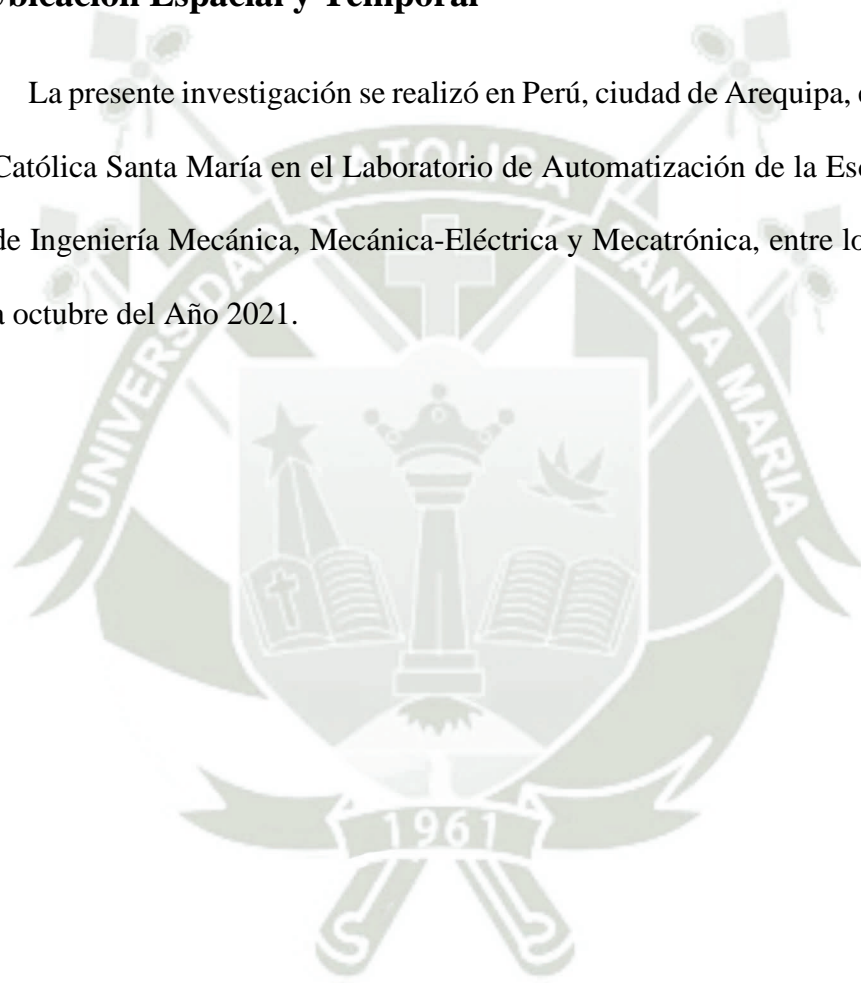 Ubicación Espacial y Temporal
La presente investigación se realizó en Perú, ciudad de Arequipa,
Católica Santa María en el Laboratorio de Automatización de la
de Ingeniería Mecánica, Mecánica-Eléctrica y Mecatrónica, entre
a octubre del Año 2021.
UNIVERSIDAD CATOLICA SANTA MARIA
1961